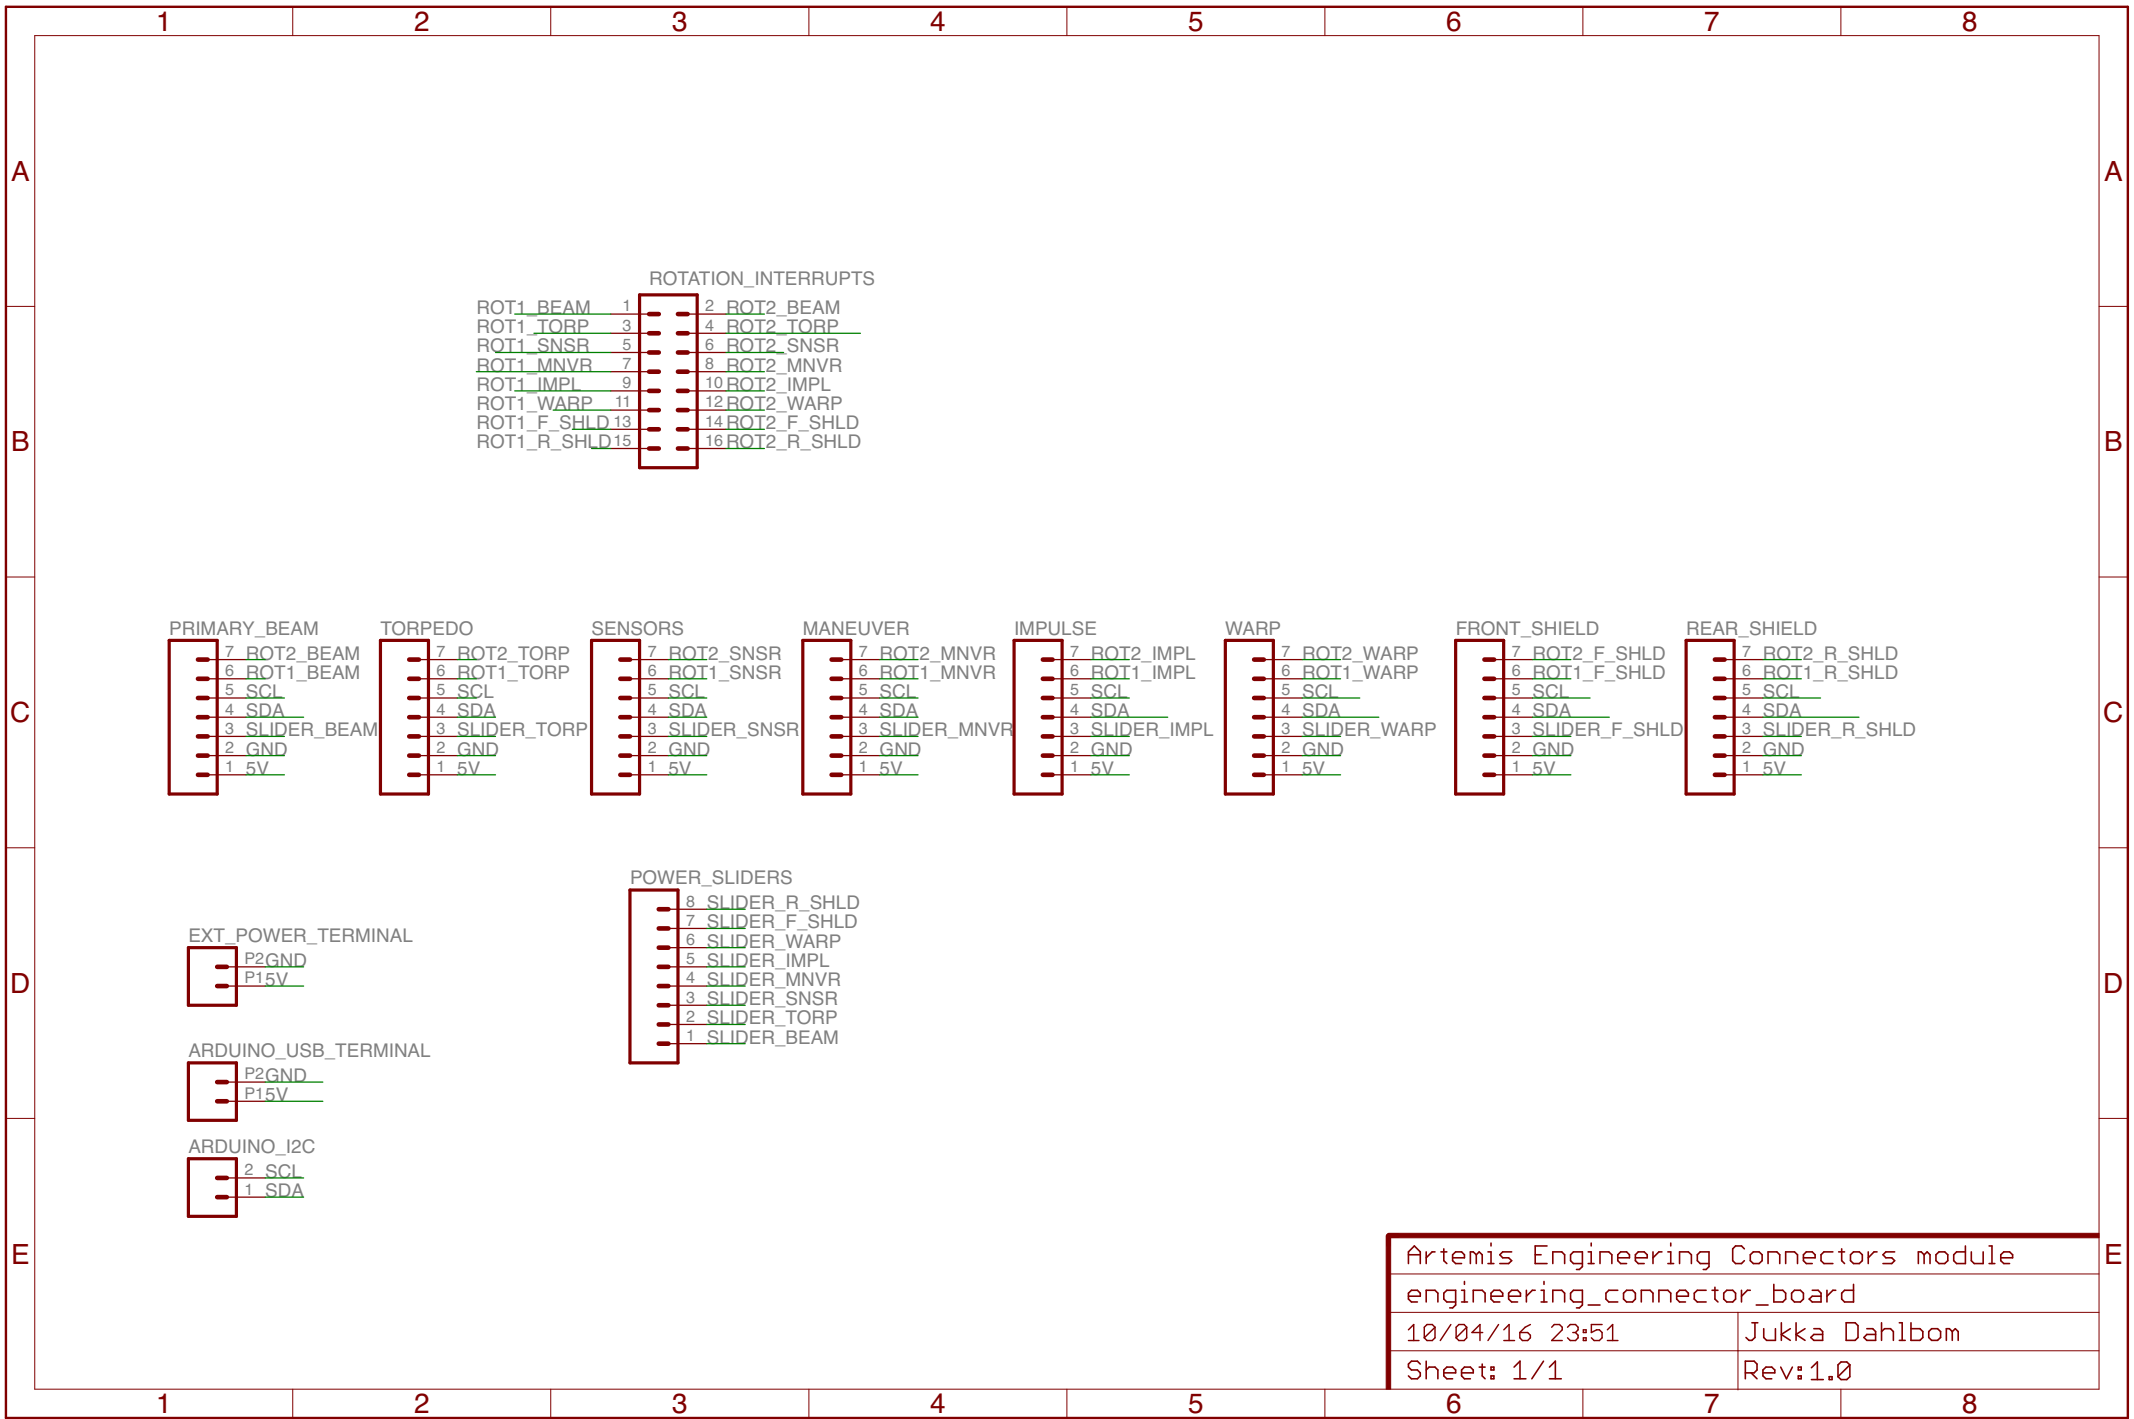 1 2 3 4 5 6 7 8
A A
ROTATION_INTERRUPTS
ROT1_BEAM 1 2 ROT2_BEAM
ROT1_TORP 3 4 ROT2_TORP
ROT1_SNSR 5 6 ROT2_SNSR
ROT1_MNVR 7 8 ROT2_MNVR
ROT1_IMPL 9 10 ROT2_IMPL
ROT1_WARP 11 12 ROT2_WARP
ROT1_F_SHLD 13 14 ROT2_F_SHLD
ROT1_R_SHLD 15 16 ROT2_R_SHLD
B B
PRIMARY_BEAM
7 ROT2_BEAM
6 ROT1_BEAM
5 SCL
4 SDA
3 SLIDER_BEAM
2 GND
1 5V
TORPEDO
7 ROT2_TORP
6 ROT1_TORP
5 SCL
4 SDA
3 SLIDER_TORP
2 GND
1 5V
SENSORS
7 ROT2_SNSR
6 ROT1_SNSR
5 SCL
4 SDA
3 SLIDER_SNSR
2 GND
1 5V
MANEUVER
7 ROT2_MNVR
6 ROT1_MNVR
5 SCL
4 SDA
3 SLIDER_MNVR
2 GND
1 5V
IMPULSE
7 ROT2_IMPL
6 ROT1_IMPL
5 SCL
4 SDA
3 SLIDER_IMPL
2 GND
1 5V
WARP
7 ROT2_WARP
6 ROT1_WARP
5 SCL
4 SDA
3 SLIDER_WARP
2 GND
1 5V
FRONT_SHIELD
7 ROT2_F_SHLD
6 ROT1_F_SHLD
5 SCL
4 SDA
3 SLIDER_F_SHLD
2 GND
1 5V
REAR_SHIELD
7 ROT2_R_SHLD
6 ROT1_R_SHLD
5 SCL
4 SDA
3 SLIDER_R_SHLD
2 GND
1 5V
C C
POWER_SLIDERS
8 SLIDER_R_SHLD
7 SLIDER_F_SHLD
6 SLIDER_WARP
5 SLIDER_IMPL
4 SLIDER_MNVR
3 SLIDER_SNSR
2 SLIDER_TORP
1 SLIDER_BEAM
EXT_POWER_TERMINAL
P2 GND
P1 5V
D D
ARDUINO_USB_TERMINAL
P2 GND
P1 5V
ARDUINO_I2C
2 SCL
1 SDA
E E
Artemis Engineering Connectors module
engineering_connector_board
10/04/16 23:51 Jukka Dahlbom
Sheet: 1/1 Rev:1.0
1 2 3 4 5 6 7 8